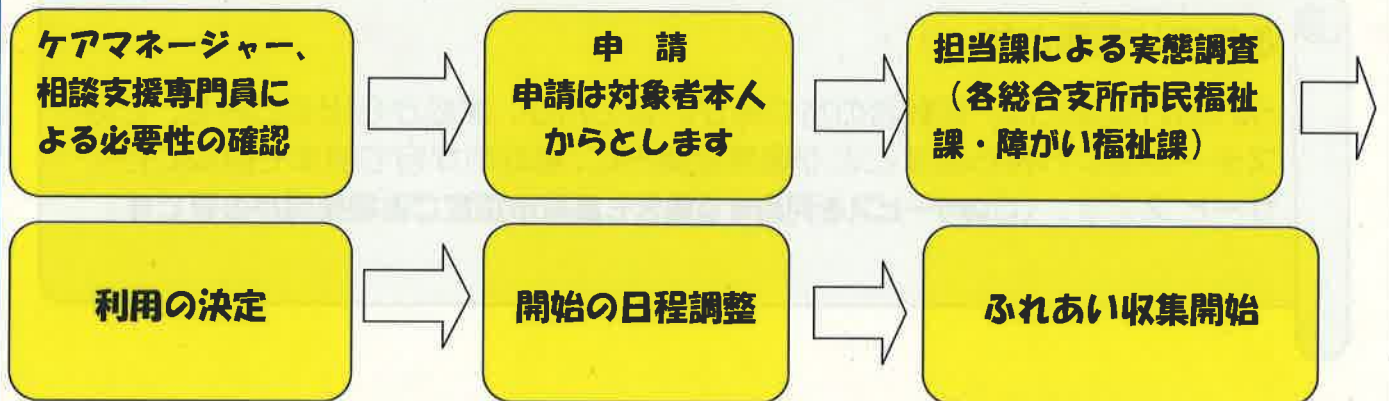 ケアマネージャー、
相談支援専門員に
よる必要性の確認
申　請
申請は対象者本人
からとします
担当課による実態調査
（各総合支所市民福祉
課・障がい福祉課）
利用の決定
開始の日程調整
ふれあい収集開始